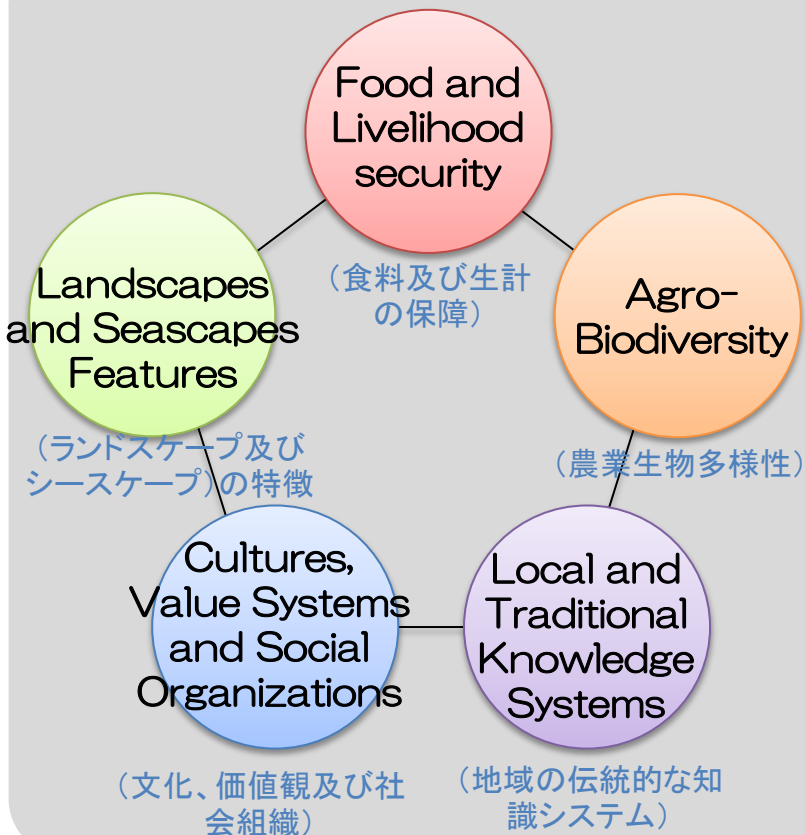 Food and
Livelihood
security
（食料及び生計
の保障）
Landscapes
and Seascapes
Features
（ランドスケープ及び
シースケープ）の特徴
Agro-
Biodiversity
（農業生物多様性）
Cultures,
Value Systems
and Social
Organizations
（文化、価値観及び社
会組織）
Local and
Traditional
Knowledge
Systems
（地域の伝統的な知
識システム）